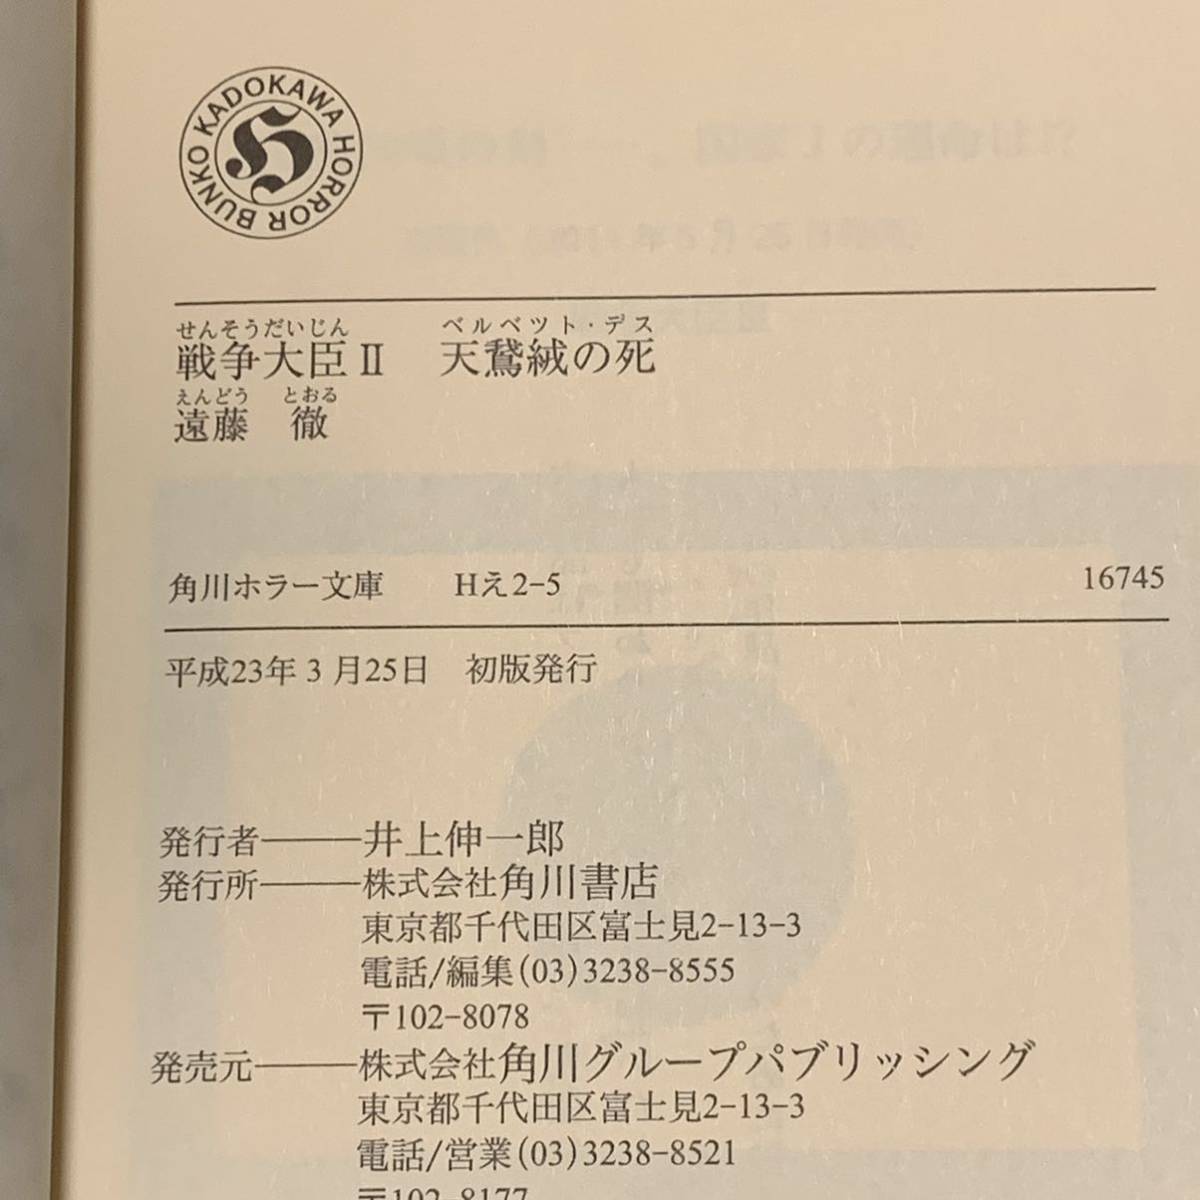 KADOKAWA HORROR BUNKO
H
せんそうだいじん ベルベツト・デス
戦争大臣Ⅱ 天鵞絨の死
えんどう とおる
遠藤 徹
角川ホラー文庫 Hえ2-5 16745
平成23年3月25日 初版発行
発行者――井上伸一郎
発行所――株式会社角川書店
東京都千代田区富士見2-13-3
電話/編集(03)3238-8555
〒102-8078
発売元――株式会社角川グループパブリッシング
東京都千代田区富士見2-13-3
電話/営業(03)3238-8521
〒102-8177